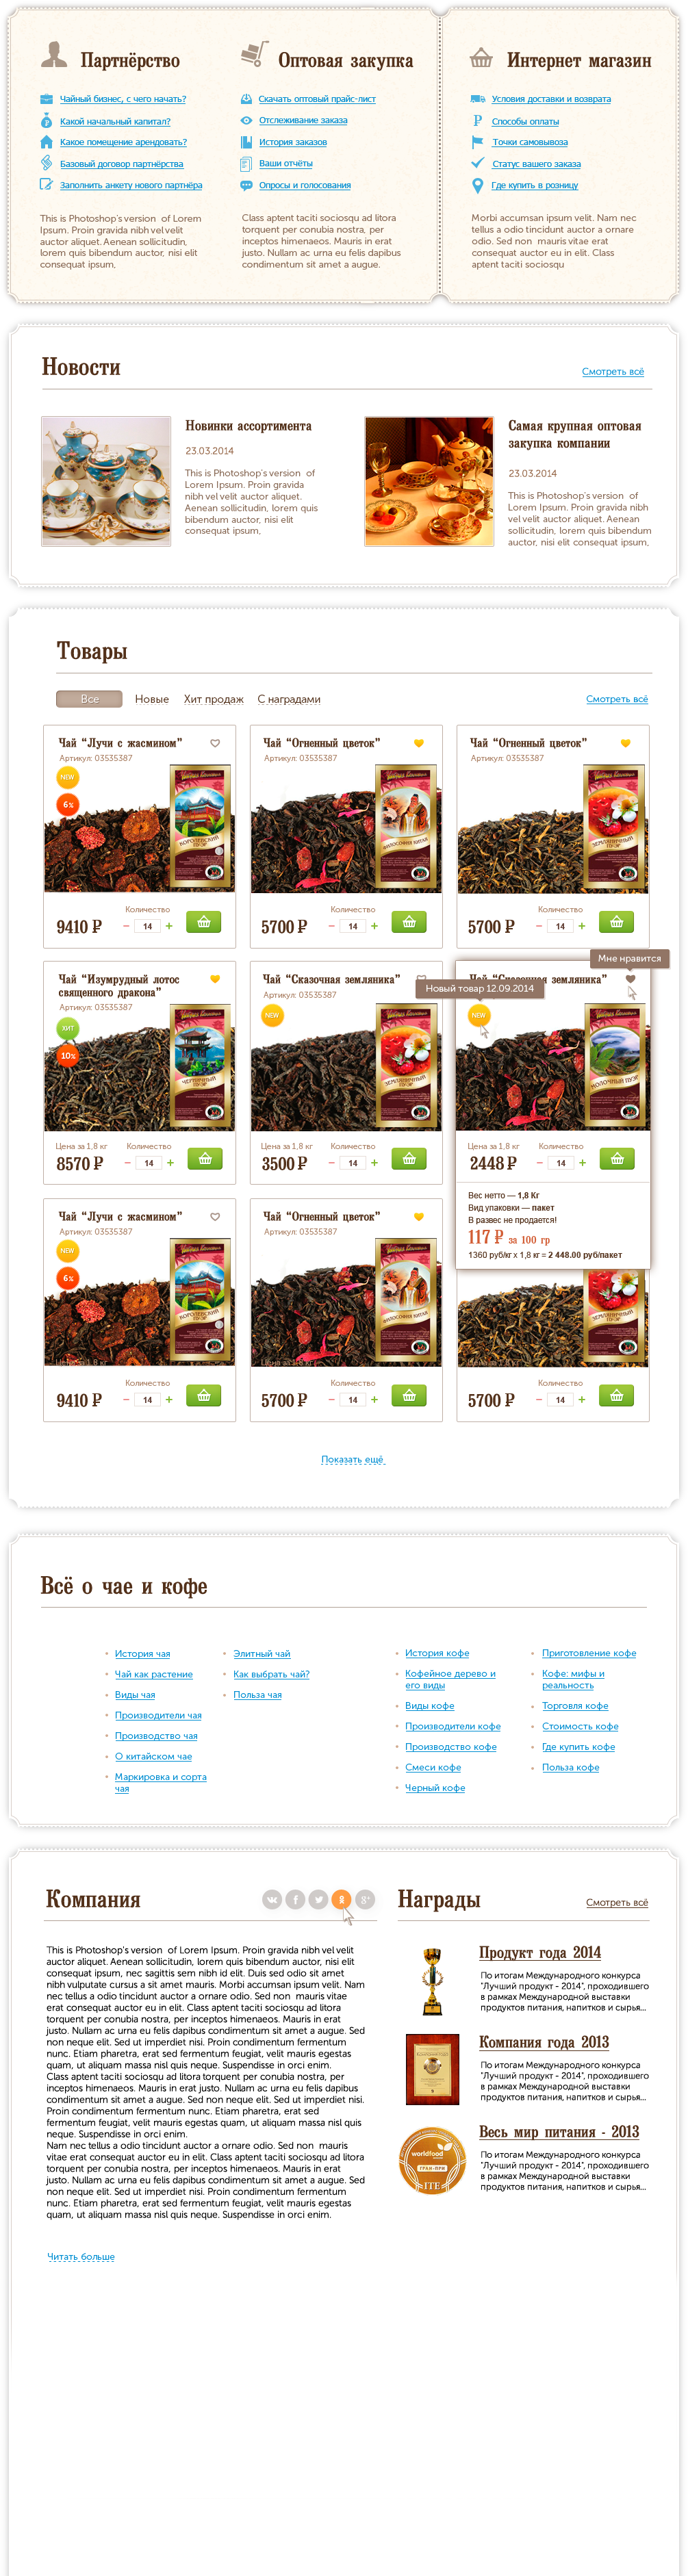 Партнёрство
Чайный бизнес, с чего начать?
Какой начальный капитал?
Какое помещение арендовать?
Базовый договор партнёрства
Заполнить анкету нового партнёра
This is Photoshop's version of Lorem
Ipsum. Proin gravida nibh vel velit
auctor aliquet. Aenean sollicitudin,
lorem quis bibendum auctor, nisi elit
consequat ipsum,
Оптовая закупка
Скачать оптовый прайс-лист
Отслеживание заказа
История заказов
Ваши отчёты
Опросы и голосования
Class aptent taciti sociosqu ad litora
torquent per conubia nostra, per
inceptos himenaeos. Mauris in erat
justo. Nullam ac urna eu felis dapibus
condimentum sit amet a augue.
Интернет магазин
Условия доставки и возврата
Способы оплаты
Точки самовывоза
Статус вашего заказа
Где купить в розницу
Morbi accumsan ipsum velit. Nam nec
tellus a odio tincidunt auctor a ornare
odio. Sed non mauris vitae erat
consequat auctor eu in elit. Class
aptent taciti sociosqu
Новости
Смотреть всё
Новинки ассортимента
23.03.2014
This is Photoshop's version of
Lorem Ipsum. Proin gravida
nibh vel velit auctor aliquet.
Aenean sollicitudin, lorem quis
bibendum auctor, nisi elit
consequat ipsum,
Самая крупная оптовая
закупка компании
23.03.2014
This is Photoshop's version of
Lorem Ipsum. Proin gravida nibh
vel velit auctor aliquet. Aenean
sollicitudin, lorem quis bibendum
auctor, nisi elit consequat ipsum,
Товары
Все Новые Хит продаж С наградами
Смотреть всё
Чай “Лучи с жасмином”
Артикул: 03535387
NEW
6%
КОРОЛЕВСКИЙ
Количество
9410 ₽ − 14 +
Чай “Огненный цветок”
Артикул: 03535387
ФИЛОСОФИЯ КИТАЯ
Количество
5700 ₽ − 14 +
Чай “Огненный цветок”
Артикул: 03535387
ЗЕМЛЯНИЧНЫЙ
ПУЭР
Количество
5700 ₽ − 14 +
Чай “Изумрудный лотос
священного дракона”
Артикул: 03535387
ХИТ
10%
Цена за 1,8 кг Количество
8570 ₽ − 14 +
Чай “Сказочная земляника”
Артикул: 03535387
NEW
ЗЕМЛЯНИЧНЫЙ
ПУЭР
Цена за 1,8 кг Количество
3500 ₽ − 14 +
Мне нравится
Новый товар 12.09.2014
NEW
МОЛОЧНЫЙ ПУЭР
Цена за 1,8 кг Количество
2448 ₽ − 14 +
Вес нетто — 1,8 Кг
Вид упаковки — пакет
В развес не продается!
117 ₽ за 100 гр
1360 руб/кг x 1,8 кг = 2 448.00 руб/пакет
Чай “Лучи с жасмином”
Артикул: 03535387
NEW
6%
КОРОЛЕВСКИЙ
Цена за 1,8 кг
Количество
9410 ₽ − 14 +
Чай “Огненный цветок”
Артикул: 03535387
ФИЛОСОФИЯ КИТАЯ
Цена за 1,8 кг
Количество
5700 ₽ − 14 +
ЗЕМЛЯНИЧНЫЙ
ПУЭР
Цена за 1,8 кг
Количество
5700 ₽ − 14 +
Показать ещё
Всё о чае и кофе
История чая
Чай как растение
Виды чая
Производители чая
Производство чая
О китайском чае
Маркировка и сорта
чая
Элитный чай
Как выбрать чай?
Польза чая
История кофе
Кофейное дерево и
его виды
Виды кофе
Производители кофе
Производство кофе
Смеси кофе
Черный кофе
Приготовление кофе
Кофе: мифы и
реальность
Торговля кофе
Стоимость кофе
Где купить кофе
Польза кофе
Компания
This is Photoshop's version of Lorem Ipsum. Proin gravida nibh vel velit
auctor aliquet. Aenean sollicitudin, lorem quis bibendum auctor, nisi elit
consequat ipsum, nec sagittis sem nibh id elit. Duis sed odio sit amet
nibh vulputate cursus a sit amet mauris. Morbi accumsan ipsum velit. Nam
nec tellus a odio tincidunt auctor a ornare odio. Sed non mauris vitae
erat consequat auctor eu in elit. Class aptent taciti sociosqu ad litora
torquent per conubia nostra, per inceptos himenaeos. Mauris in erat
justo. Nullam ac urna eu felis dapibus condimentum sit amet a augue. Sed
non neque elit. Sed ut imperdiet nisi. Proin condimentum fermentum
nunc. Etiam pharetra, erat sed fermentum feugiat, velit mauris egestas
quam, ut aliquam massa nisl quis neque. Suspendisse in orci enim.
Class aptent taciti sociosqu ad litora torquent per conubia nostra, per
inceptos himenaeos. Mauris in erat justo. Nullam ac urna eu felis dapibus
condimentum sit amet a augue. Sed non neque elit. Sed ut imperdiet nisi.
Proin condimentum fermentum nunc. Etiam pharetra, erat sed
fermentum feugiat, velit mauris egestas quam, ut aliquam massa nisl quis
neque. Suspendisse in orci enim.
Nam nec tellus a odio tincidunt auctor a ornare odio. Sed non mauris
vitae erat consequat auctor eu in elit. Class aptent taciti sociosqu ad litora
torquent per conubia nostra, per inceptos himenaeos. Mauris in erat
justo. Nullam ac urna eu felis dapibus condimentum sit amet a augue. Sed
non neque elit. Sed ut imperdiet nisi. Proin condimentum fermentum
nunc. Etiam pharetra, erat sed fermentum feugiat, velit mauris egestas
quam, ut aliquam massa nisl quis neque. Suspendisse in orci enim.
Читать больше
Награды
Смотреть всё
Продукт года 2014
По итогам Международного конкурса
"Лучший продукт - 2014", проходившего
в рамках Международной выставки
продуктов питания, напитков и сырья...
Компания года 2013
По итогам Международного конкурса
"Лучший продукт - 2014", проходившего
в рамках Международной выставки
продуктов питания, напитков и сырья...
worldfood
ГРАН-ПРИ
ITE
Весь мир питания - 2013
По итогам Международного конкурса
"Лучший продукт - 2014", проходившего
в рамках Международной выставки
продуктов питания, напитков и сырья...